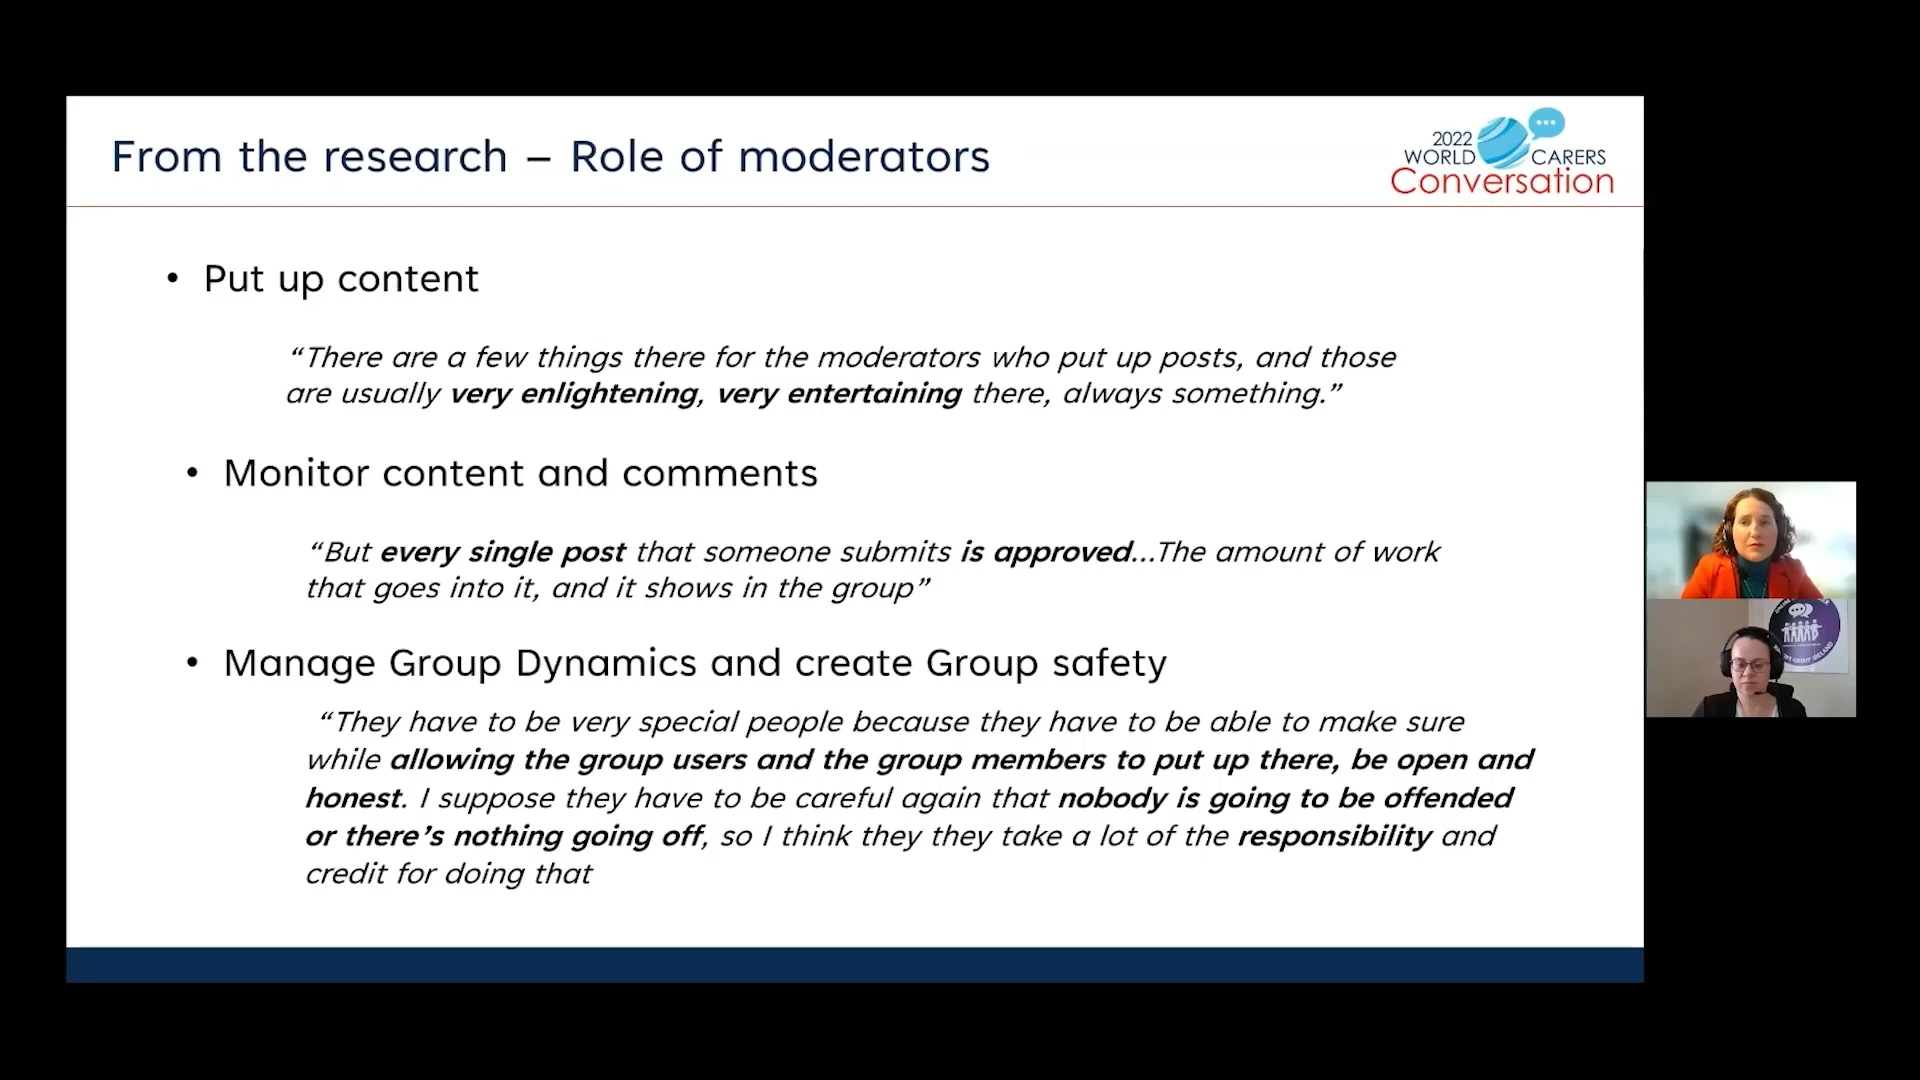 From the research – Role of moderators
2022
WORLD CARERS
Conversation
• Put up content
“There are a few things there for the moderators who put up posts, and those
are usually very enlightening, very entertaining there, always something.”
• Monitor content and comments
“But every single post that someone submits is approved...The amount of work
that goes into it, and it shows in the group”
• Manage Group Dynamics and create Group safety
“They have to be very special people because they have to be able to make sure
while allowing the group users and the group members to put up there, be open and
honest. I suppose they have to be careful again that nobody is going to be offended
or there’s nothing going off, so I think they they take a lot of the responsibility and
credit for doing that
GROUP IRELAND